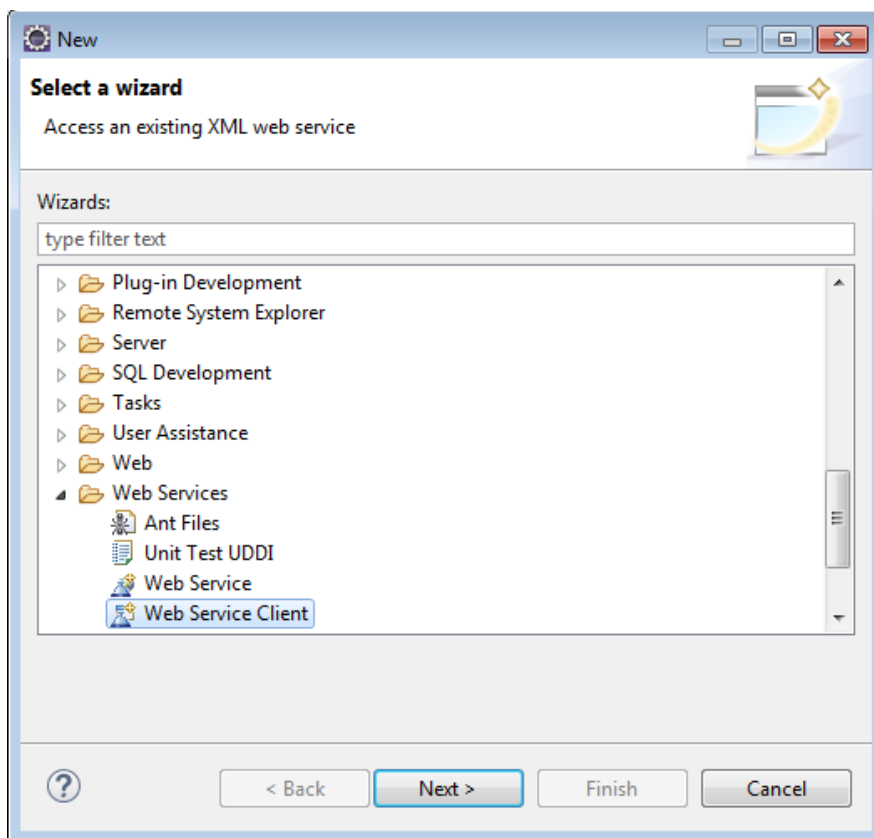 New
Select a wizard
Access an existing XML web service
Wizards:
type filter text
Plug-in Development
Remote System Explorer
Server
SQL Development
Tasks
User Assistance
Web
Web Services
Ant Files
Unit Test UDDI
Web Service
Web Service Client
? < Back Next > Finish Cancel